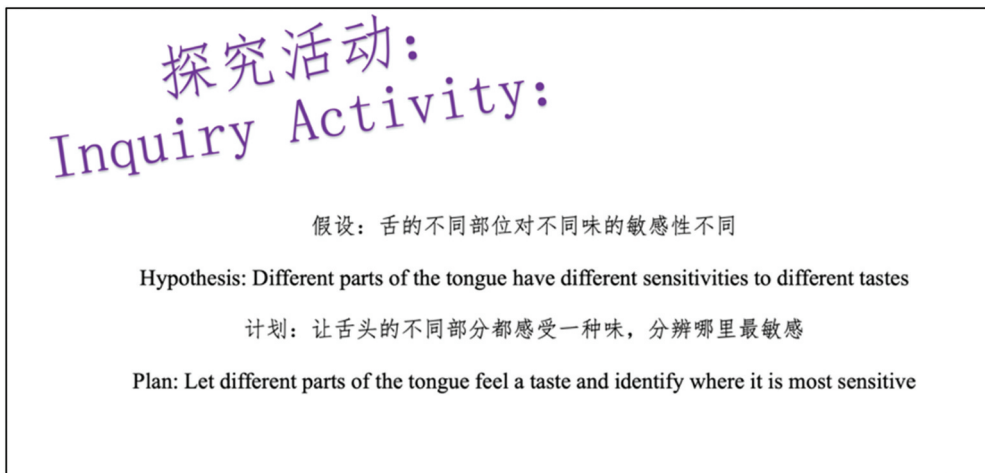 探究活动：
Inquiry Activity：
假设：舌的不同部位对不同味的敏感性不同
Hypothesis: Different parts of the tongue have different sensitivities to different tastes
计划：让舌头的不同部分都感受一种味，分辨哪里最敏感
Plan: Let different parts of the tongue feel a taste and identify where it is most sensitive